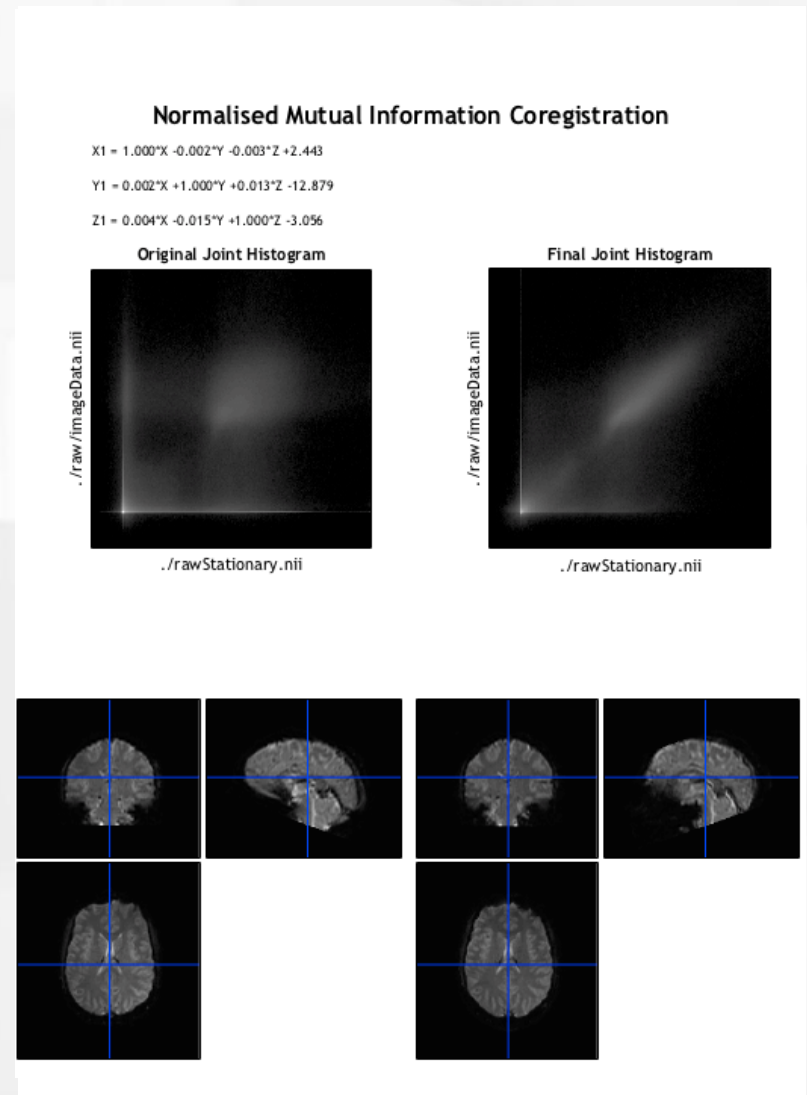 Normalised Mutual Information Coregistration
X1 = 1.000*X -0.002*Y -0.003*Z +2.443
Y1 = 0.002*X +1.000*Y +0.013*Z -12.879
Z1 = 0.004*X -0.015*Y +1.000*Z -3.056
Original Joint Histogram
./raw/imageData.nii
./rawStationary.nii
Final Joint Histogram
./raw/imageData.nii
./rawStationary.nii